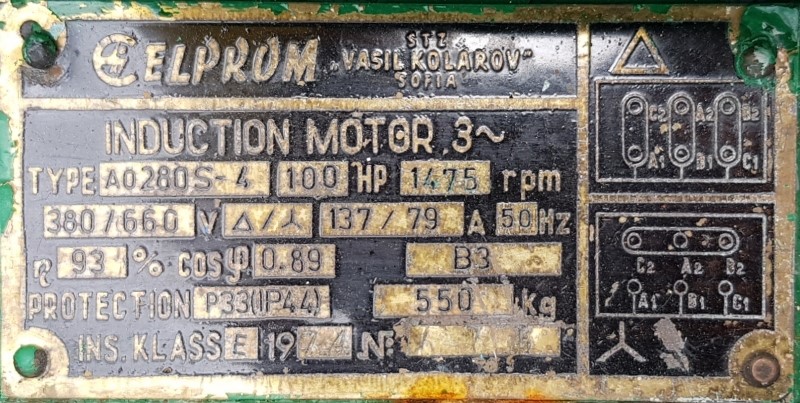 ELPROM
STZ
„VASIL KOLAROV"
SOFIA
INDUCTION MOTOR 3~
TYPE AO280S-4 100 HP 1475 rpm
380/660 V △/⅄ 137/79 A 50 Hz
η 93 % cosφ 0.89 B3
PROTECTION P33(IP44) 550 kg
INS. KLASS E 19 №
△
C2 A2 B2
A1 B1 C1
C2 A2 B2
A1 B1 C1
⅄